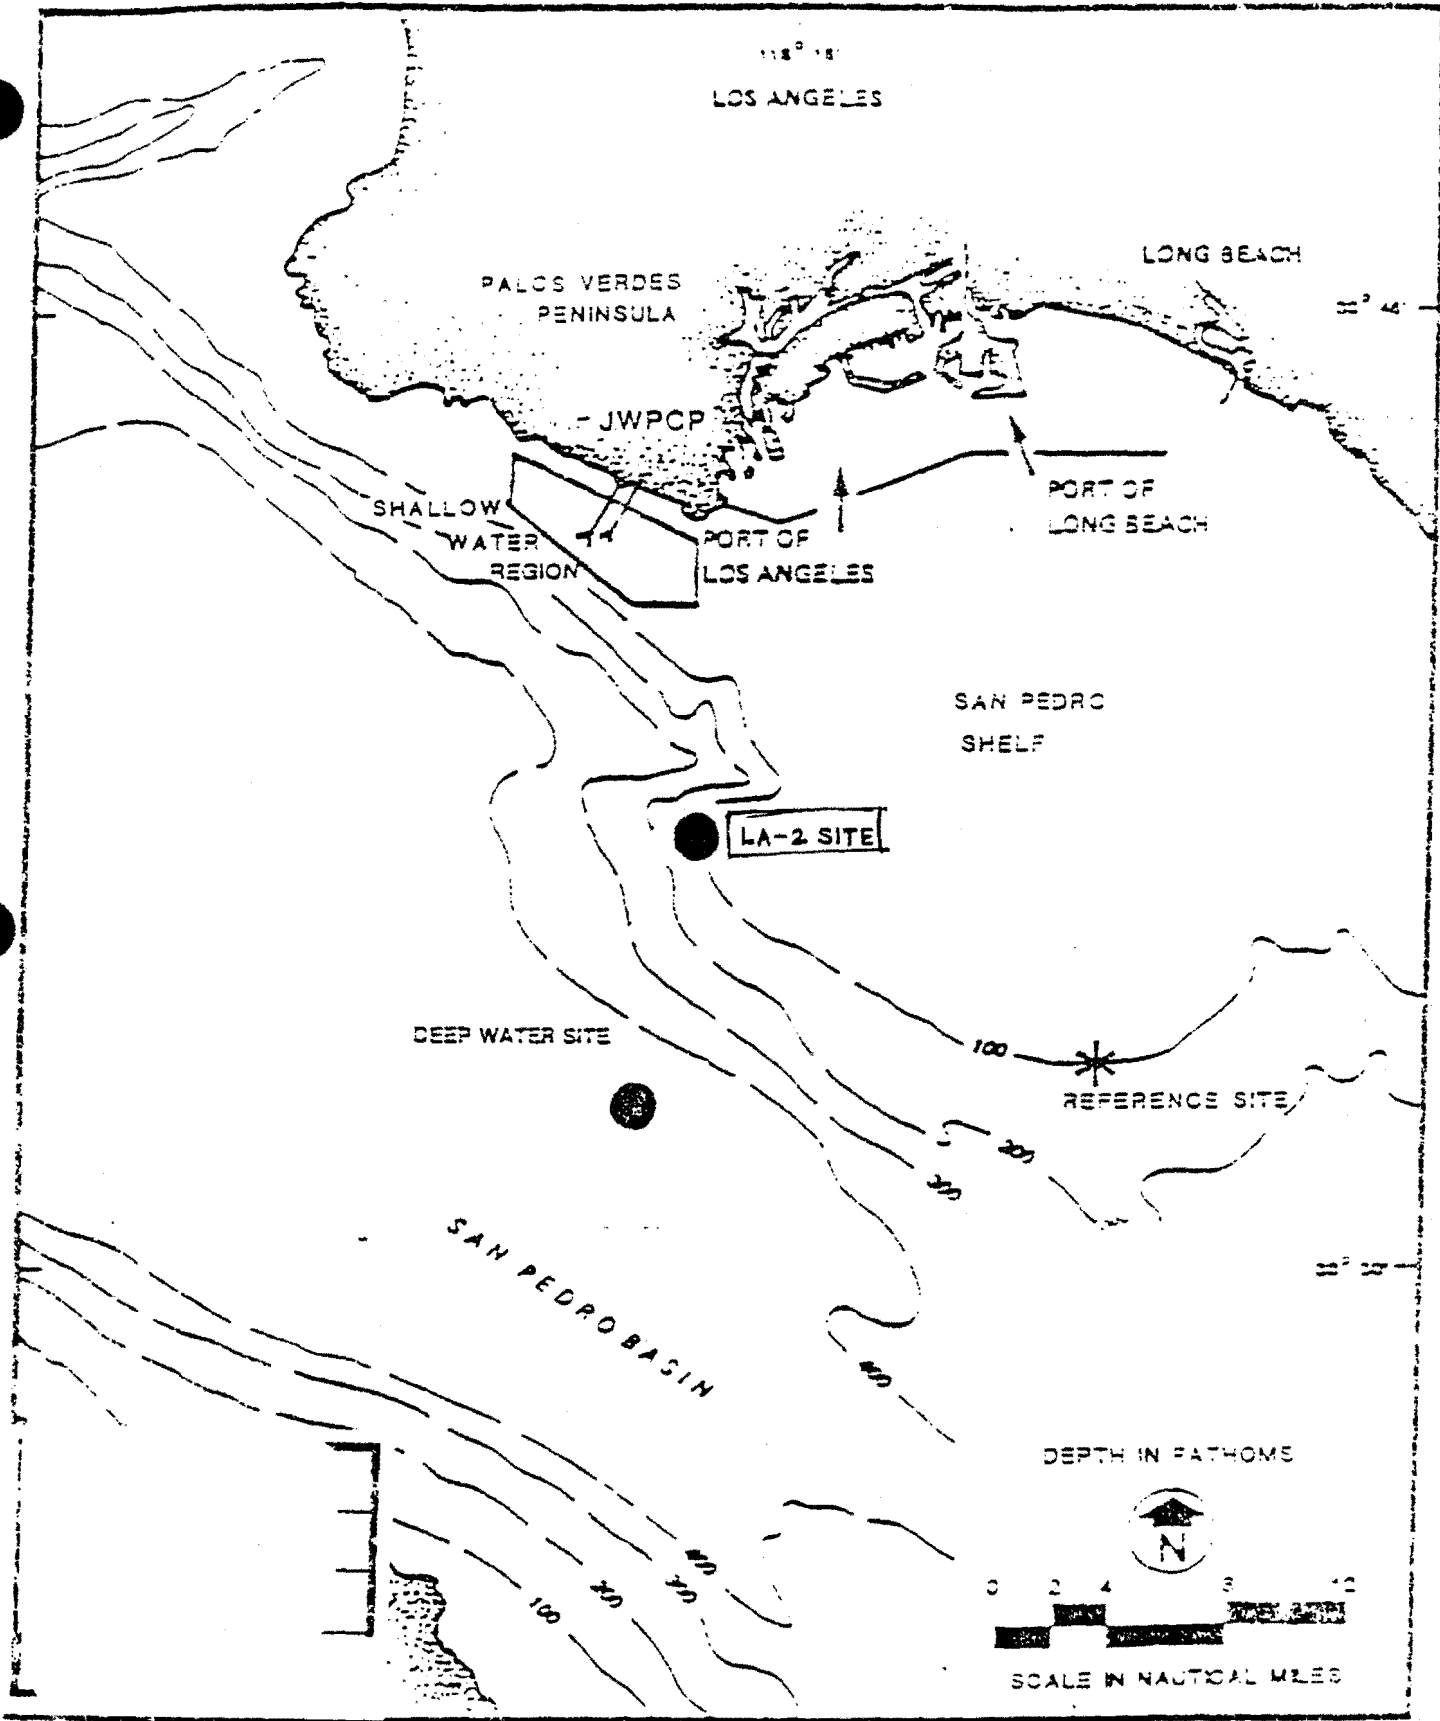 118° 15'
LOS ANGELES
LONG BEACH
PALOS VERDES
PENINSULA
JWPCP
SHALLOW
WATER
REGION
PORT OF
LOS ANGELES
PORT OF
LONG BEACH
SAN PEDRO
SHELF
LA-2 SITE
DEEP WATER SITE
100
REFERENCE SITE
200
300
SAN PEDRO BASIN
400
DEPTH IN FATHOMS
N
0 2 4 8 12
SCALE IN NAUTICAL MILES
400
300
200
100